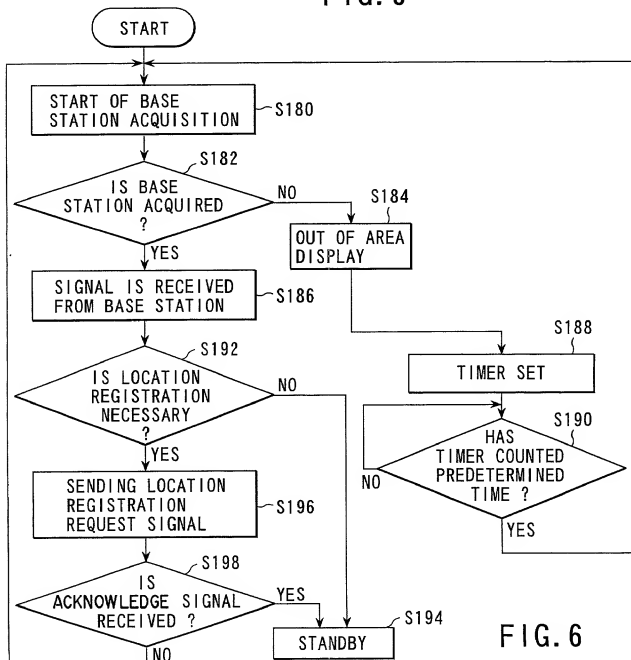 START
START OF BASE
STATION ACQUISITION
S180
S182
IS BASE
STATION ACQUIRED
?
NO
YES
S184
OUT OF AREA
DISPLAY
SIGNAL IS RECEIVED
FROM BASE STATION
S186
S188
TIMER SET
S192
IS LOCATION
REGISTRATION
NECESSARY
?
NO
YES
S190
HAS
TIMER COUNTED
PREDETERMINED
TIME ?
NO
YES
SENDING LOCATION
REGISTRATION
REQUEST SIGNAL
S196
S198
IS
ACKNOWLEDGE SIGNAL
RECEIVED ?
YES
NO
S194
STANDBY
FIG. 6